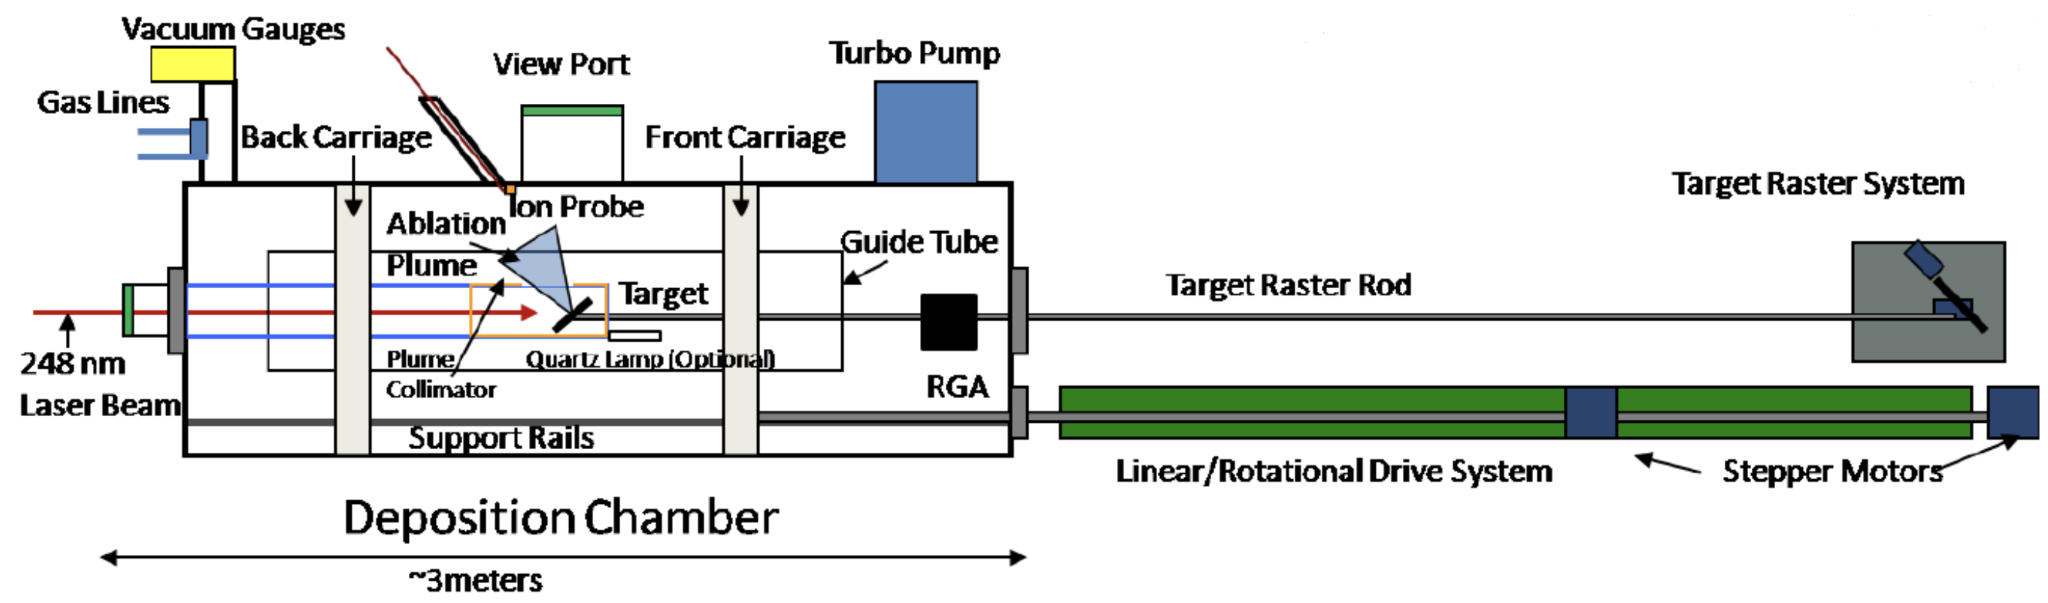 Vacuum Gauges
View Port
Turbo Pump
Gas Lines
Back Carriage
Front Carriage
Target Raster System
Ion Probe
Ablation
Plume
Guide Tube
Target
Target Raster Rod
248 nm
Laser Beam
Plume
Collimator
Quartz Lamp (Optional)
RGA
Support Rails
Linear/Rotational Drive System
Stepper Motors
Deposition Chamber
~3meters